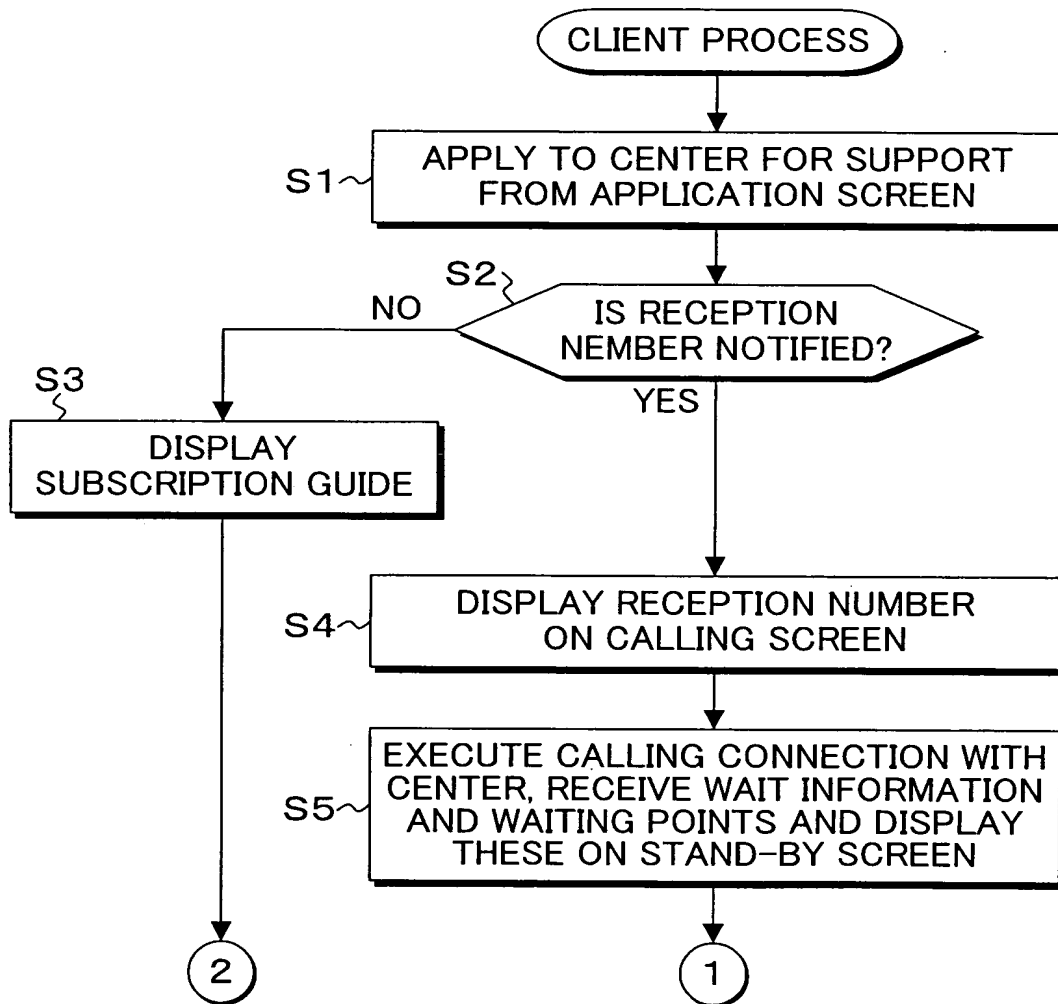 CLIENT PROCESS
S1
APPLY TO CENTER FOR SUPPORT
FROM APPLICATION SCREEN
S2
NO
IS RECEPTION
NEMBER NOTIFIED?
YES
S3
DISPLAY
SUBSCRIPTION GUIDE
S4
DISPLAY RECEPTION NUMBER
ON CALLING SCREEN
S5
EXECUTE CALLING CONNECTION WITH
CENTER, RECEIVE WAIT INFORMATION
AND WAITING POINTS AND DISPLAY
THESE ON STAND-BY SCREEN
2
1